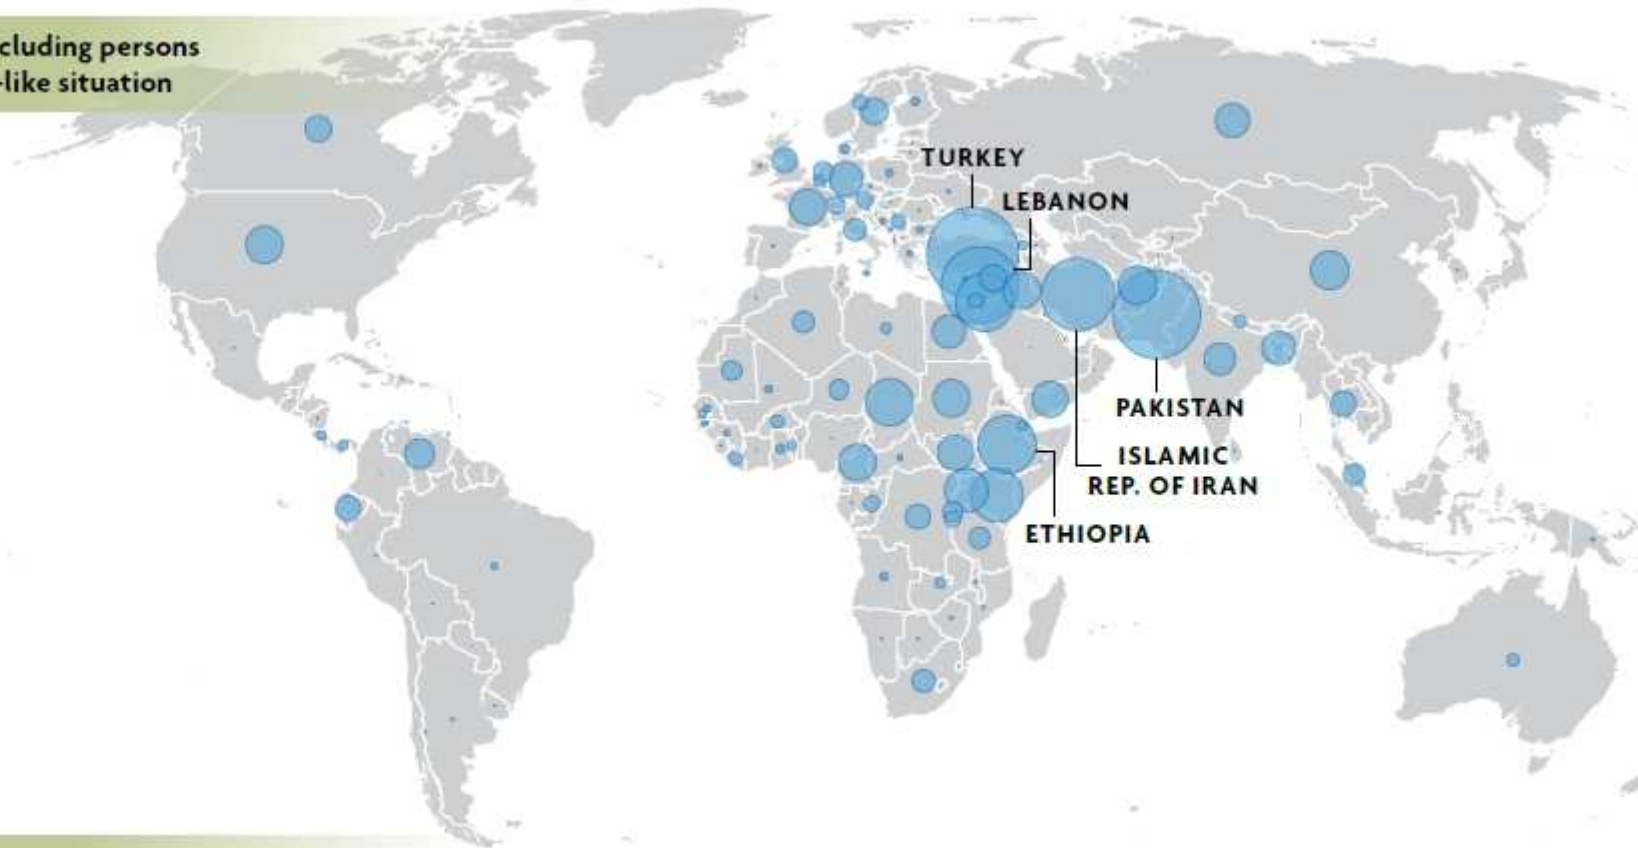 cluding persons
-like situation
TURKEY
LEBANON
PAKISTAN
ISLAMIC
REP. OF IRAN
ETHIOPIA